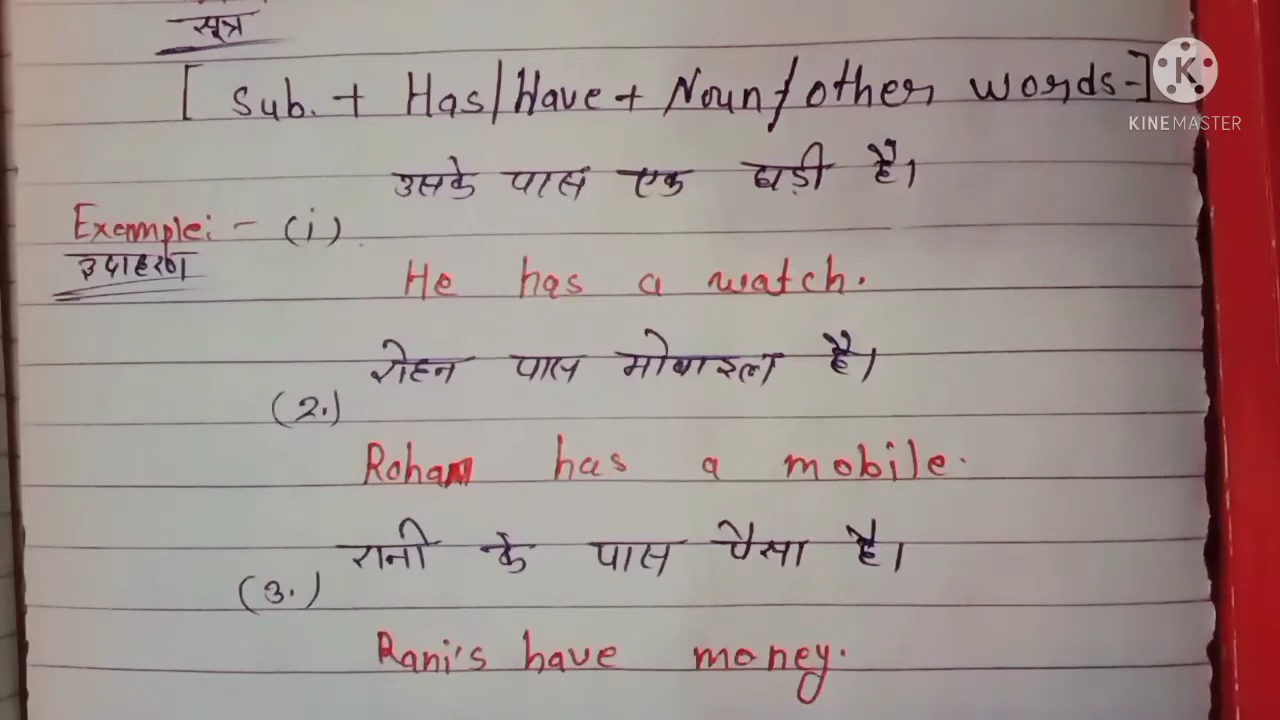 सूत्र
[ Sub. + Has/Have + Noun/other words-]
K
KINEMASTER
उसके पास एक घड़ी है।
Exemple: - (i)
उदाहरण
He has a watch.
रोहन पास मोबाइल है।
(2.)
Rohan has a mobile.
रानी के पास पैसा है।
(3.)
Rani's have money.